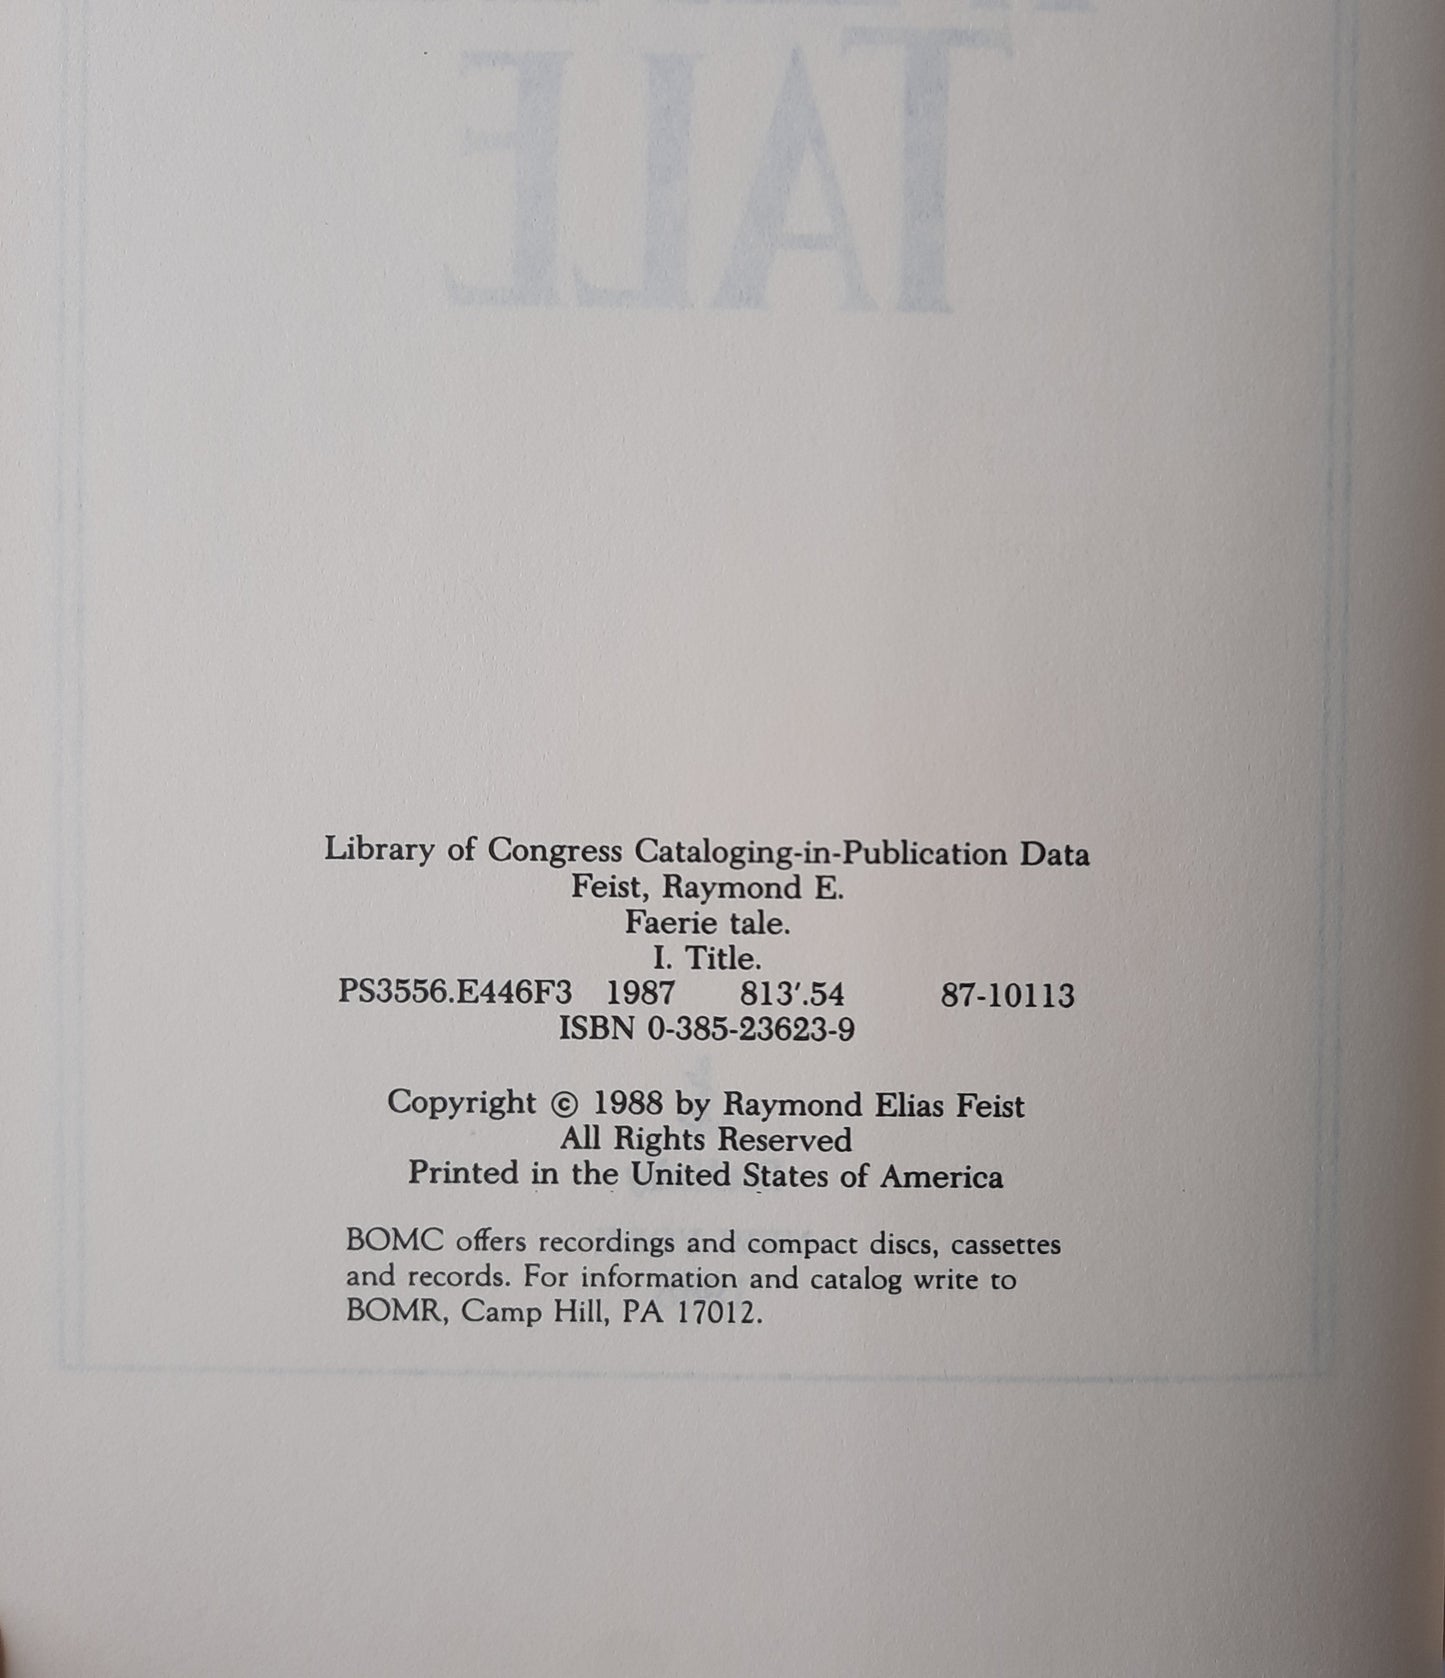 TALE
Library of Congress Cataloging-in-Publication Data
Feist, Raymond E.
Faerie tale.
I. Title.
PS3556.E446F3 1987 813′.54 87-10113
ISBN 0-385-23623-9
Copyright © 1988 by Raymond Elias Feist
All Rights Reserved
Printed in the United States of America
BOMC offers recordings and compact discs, cassettes
and records. For information and catalog write to
BOMR, Camp Hill, PA 17012.